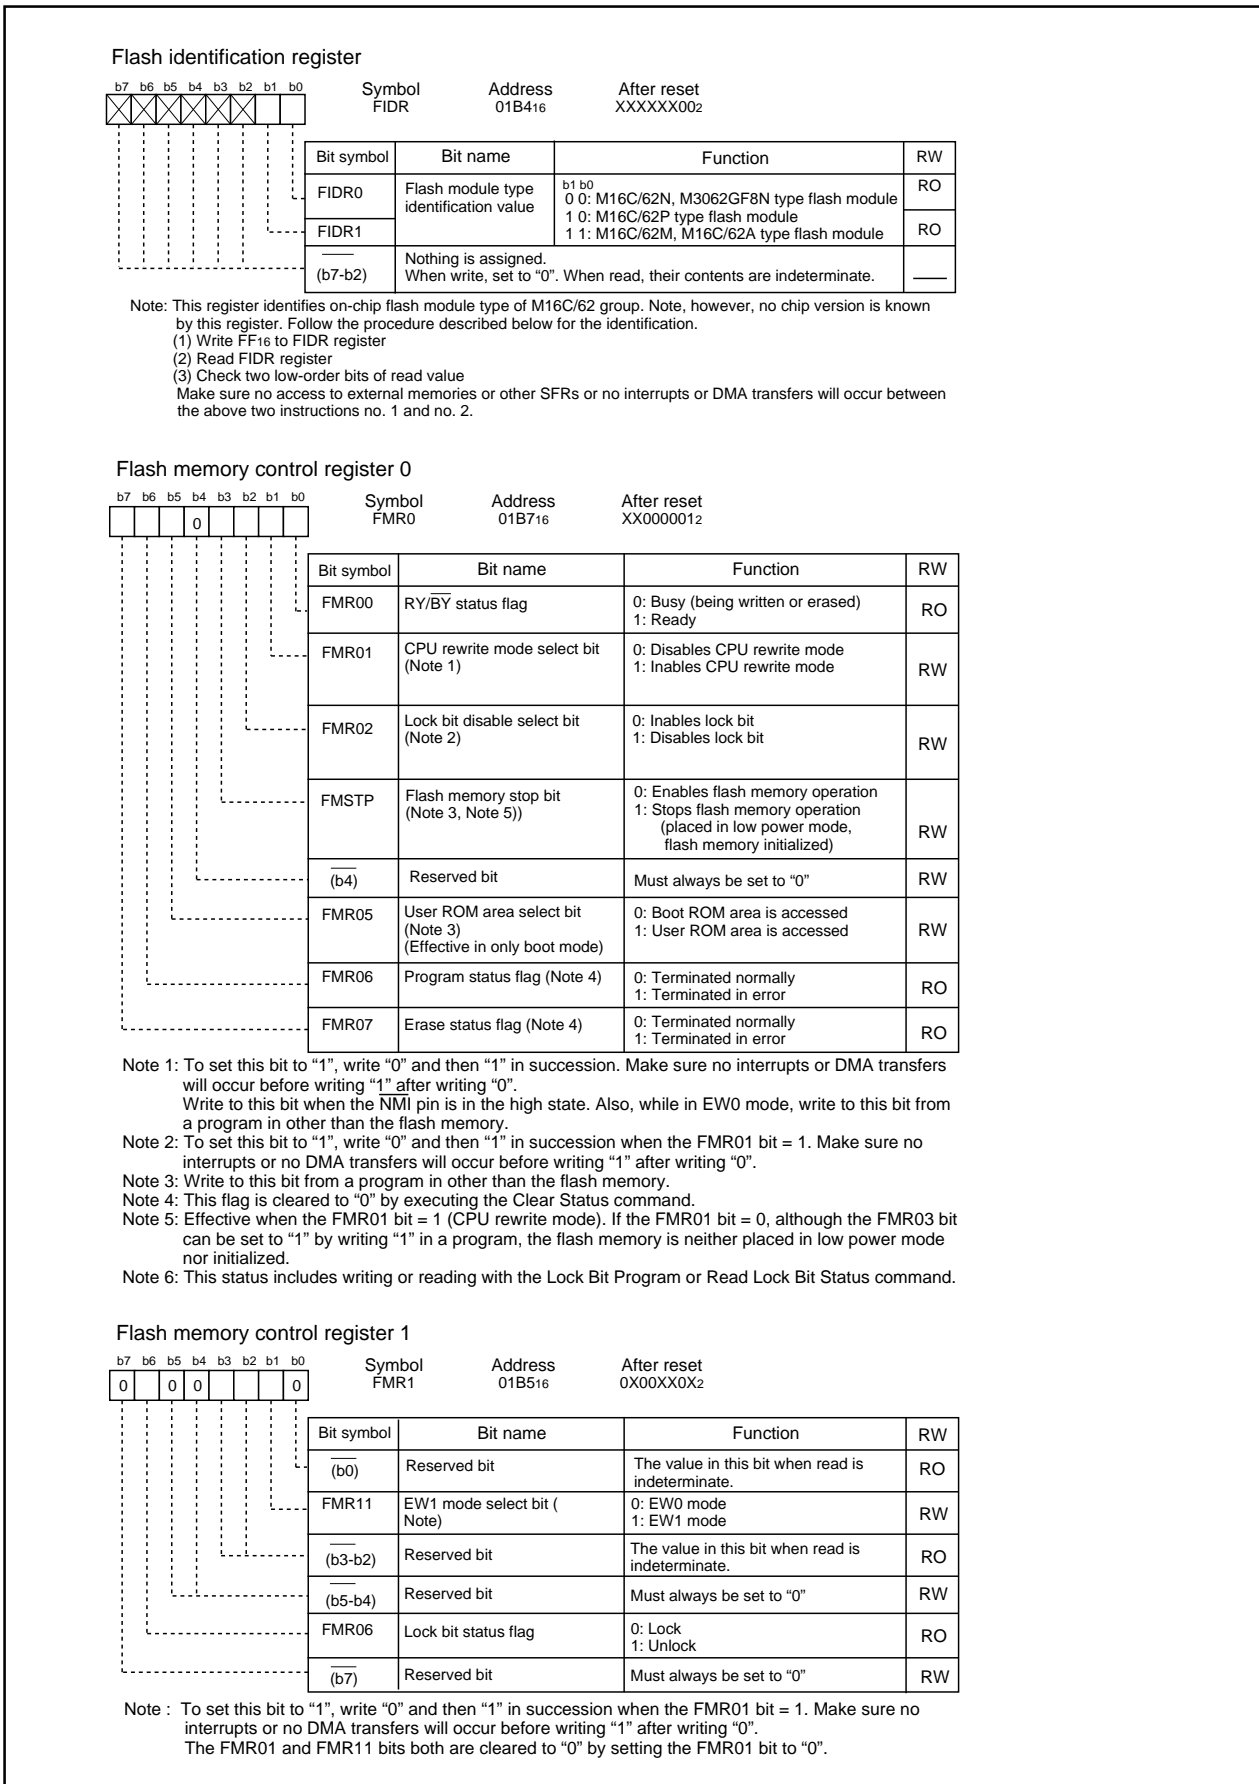 Flash identification register
b7 b6 b5 b4 b3 b2 b1 b0
Symbol Address After reset
FIDR 01B416 XXXXXX002
Bit symbol Bit name Function RW
FIDR0 Flash module type identification value b1 b0 RO
0 0: M16C/62N, M3062GF8N type flash module
1 0: M16C/62P type flash module
FIDR1 1 1: M16C/62M, M16C/62A type flash module RO
(b7-b2) Nothing is assigned.
When write, set to “0”. When read, their contents are indeterminate.
Note: This register identifies on-chip flash module type of M16C/62 group. Note, however, no chip version is known
by this register. Follow the procedure described below for the identification.
(1) Write FF16 to FIDR register
(2) Read FIDR register
(3) Check two low-order bits of read value
Make sure no access to external memories or other SFRs or no interrupts or DMA transfers will occur between
the above two instructions no. 1 and no. 2.
Flash memory control register 0
b7 b6 b5 b4 b3 b2 b1 b0
0
Symbol Address After reset
FMR0 01B716 XX0000012
Bit symbol Bit name Function RW
FMR00 RY/BY status flag 0: Busy (being written or erased) RO
1: Ready
FMR01 CPU rewrite mode select bit 0: Disables CPU rewrite mode RW
(Note 1) 1: Inables CPU rewrite mode
FMR02 Lock bit disable select bit 0: Inables lock bit RW
(Note 2) 1: Disables lock bit
FMSTP Flash memory stop bit 0: Enables flash memory operation RW
(Note 3, Note 5)) 1: Stops flash memory operation
(placed in low power mode,
flash memory initialized)
(b4) Reserved bit Must always be set to “0” RW
FMR05 User ROM area select bit 0: Boot ROM area is accessed RW
(Note 3) 1: User ROM area is accessed
(Effective in only boot mode)
FMR06 Program status flag (Note 4) 0: Terminated normally RO
1: Terminated in error
FMR07 Erase status flag (Note 4) 0: Terminated normally RO
1: Terminated in error
Note 1: To set this bit to “1”, write “0” and then “1” in succession. Make sure no interrupts or DMA transfers
will occur before writing “1” after writing “0”.
Write to this bit when the NMI pin is in the high state. Also, while in EW0 mode, write to this bit from
a program in other than the flash memory.
Note 2: To set this bit to “1”, write “0” and then “1” in succession when the FMR01 bit = 1. Make sure no
interrupts or no DMA transfers will occur before writing “1” after writing “0”.
Note 3: Write to this bit from a program in other than the flash memory.
Note 4: This flag is cleared to “0” by executing the Clear Status command.
Note 5: Effective when the FMR01 bit = 1 (CPU rewrite mode). If the FMR01 bit = 0, although the FMR03 bit
can be set to “1” by writing “1” in a program, the flash memory is neither placed in low power mode
nor initialized.
Note 6: This status includes writing or reading with the Lock Bit Program or Read Lock Bit Status command.
Flash memory control register 1
b7 b6 b5 b4 b3 b2 b1 b0
0 0 0 0
Symbol Address After reset
FMR1 01B516 0X00XX0X2
Bit symbol Bit name Function RW
(b0) Reserved bit The value in this bit when read is RO
indeterminate.
FMR11 EW1 mode select bit ( 0: EW0 mode RW
Note) 1: EW1 mode
(b3-b2) Reserved bit The value in this bit when read is RO
indeterminate.
(b5-b4) Reserved bit Must always be set to “0” RW
FMR06 Lock bit status flag 0: Lock RO
1: Unlock
(b7) Reserved bit Must always be set to “0” RW
Note : To set this bit to “1”, write “0” and then “1” in succession when the FMR01 bit = 1. Make sure no
interrupts or no DMA transfers will occur before writing “1” after writing “0”.
The FMR01 and FMR11 bits both are cleared to “0” by setting the FMR01 bit to “0”.